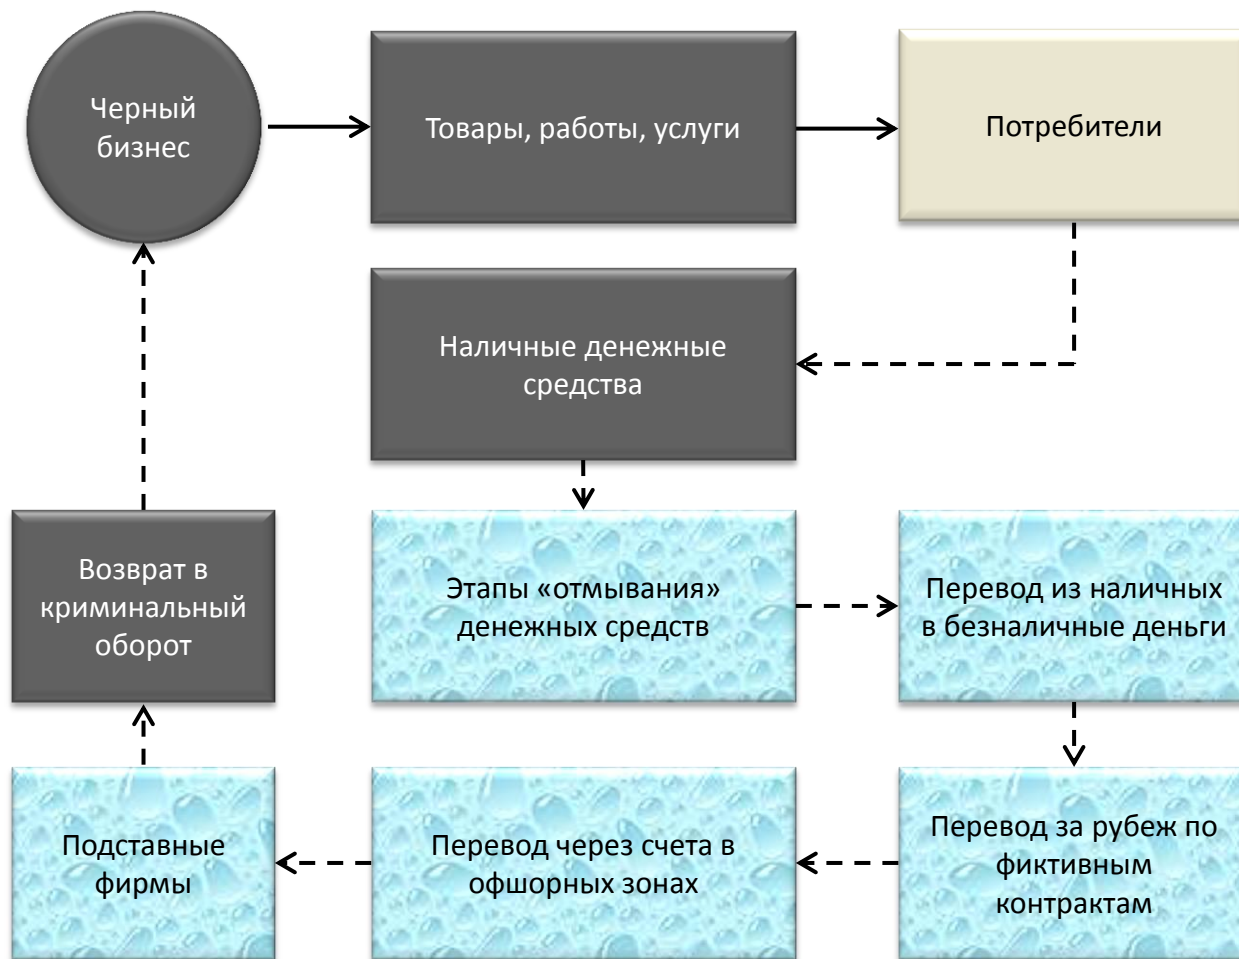 Черный
бизнес
Товары, работы, услуги
Потребители
Наличные денежные
средства
Возврат в
криминальный
оборот
Этапы «отмывания»
денежных средств
Перевод из наличных
в безналичные деньги
Подставные
фирмы
Перевод через счета в
офшорных зонах
Перевод за рубеж по
фиктивным
контрактам